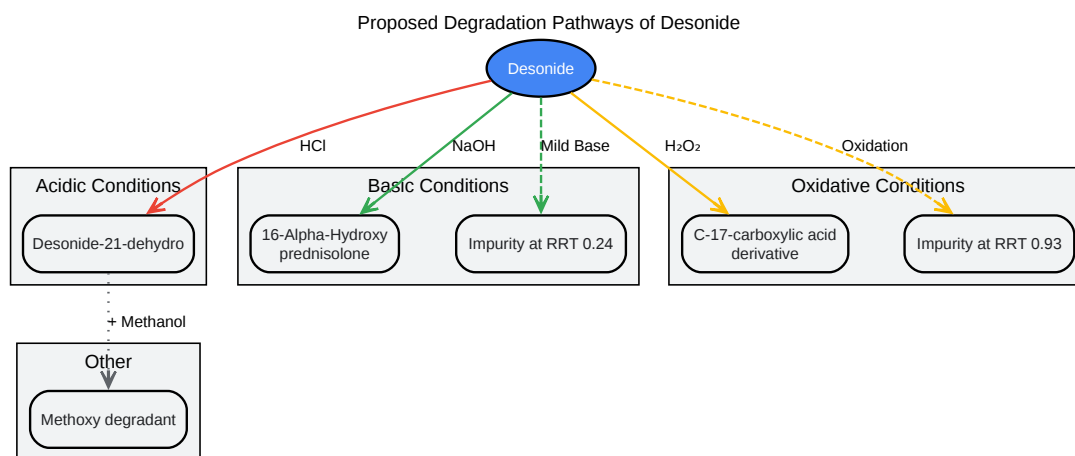 Proposed Degradation Pathways of Desonide
Desonide
HCl
NaOH
Mild Base
H₂O₂
Oxidation
Acidic Conditions
Basic Conditions
Oxidative Conditions
Desonide-21-dehydro
16-Alpha-Hydroxy
prednisolone
Impurity at RRT 0.24
C-17-carboxylic acid
derivative
Impurity at RRT 0.93
+ Methanol
Other
Methoxy degradant